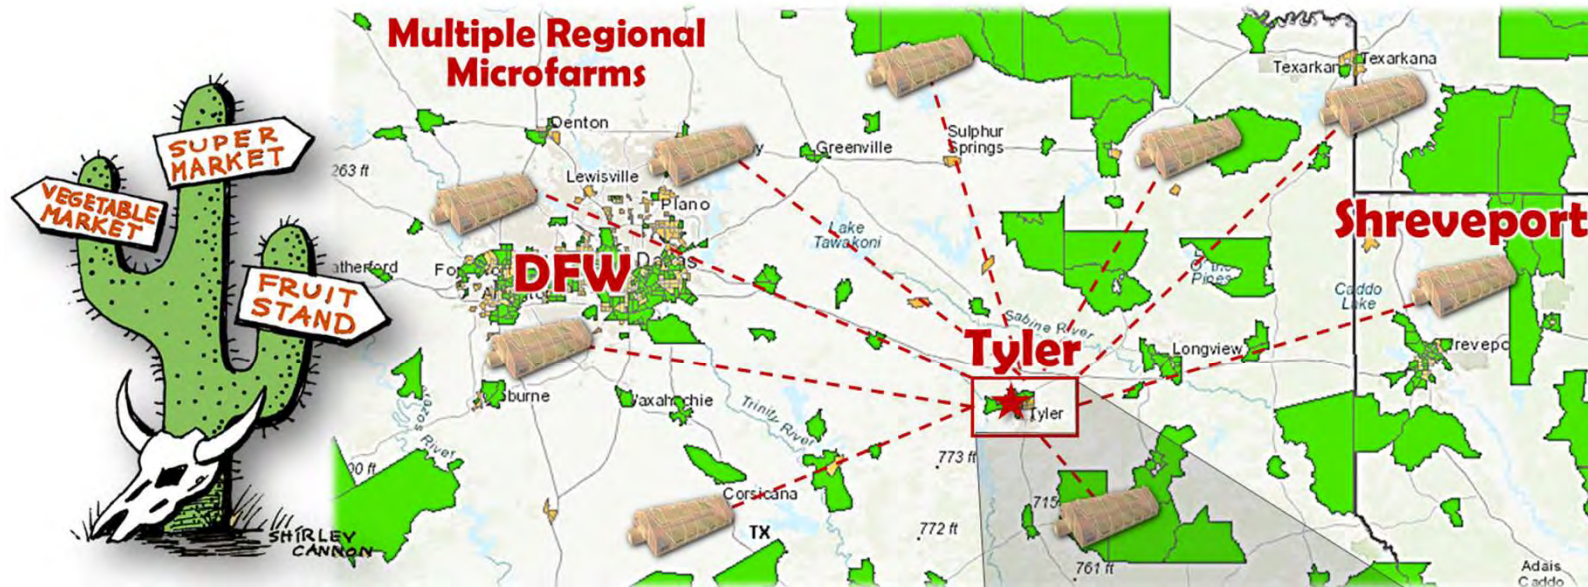 Multiple Regional
Microfarms
SUPER
MARKET
VEGETABLE
MARKET
FRUIT
STAND
SHIRLEY
CANNON
Denton
263 ft
Lewisville
Plano
Greenville
Sulphur
Springs
Texarkana
Lake
Tawakoni
Shreveport
DFW
Pines
Caddo
Lake
Sabine River
Tyler
Longview
Tyler
Trinity River
River
773 ft
Corsicana
TX
772 ft
761 ft
Adais
Caddo